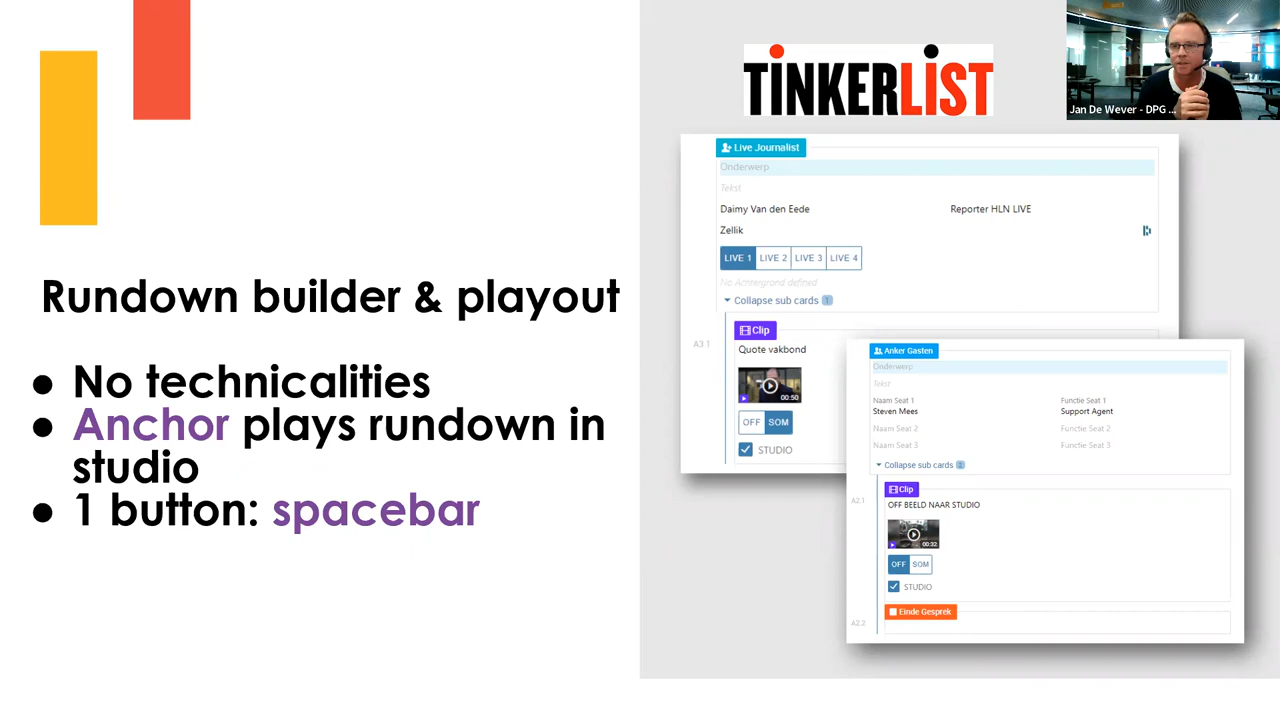 TINKERLIST
Jan De Wever - DPG ...
Rundown builder & playout
● No technicalities
● Anchor plays rundown in
studio
● 1 button: spacebar
Live Journalist
Onderwerp
Tekst
Daimy Van den Eede
Reporter HLN LIVE
Zellik
LIVE 1 LIVE 2 LIVE 3 LIVE 4
No Achtergrond defined
Collapse sub cards 1
A3 1
Clip
Quote vakbond
00:50
OFF SOM
STUDIO
Anker Gasten
Onderwerp
Tekst
Naam Seat 1 Functie Seat 1
Steven Mees Support Agent
Naam Seat 2 Functie Seat 2
Naam Seat 3 Functie Seat 3
Collapse sub cards
A2.1
Clip
OFF BEELD NAAR STUDIO
00:32
OFF SOM
STUDIO
Einde Gesprek
A2.2